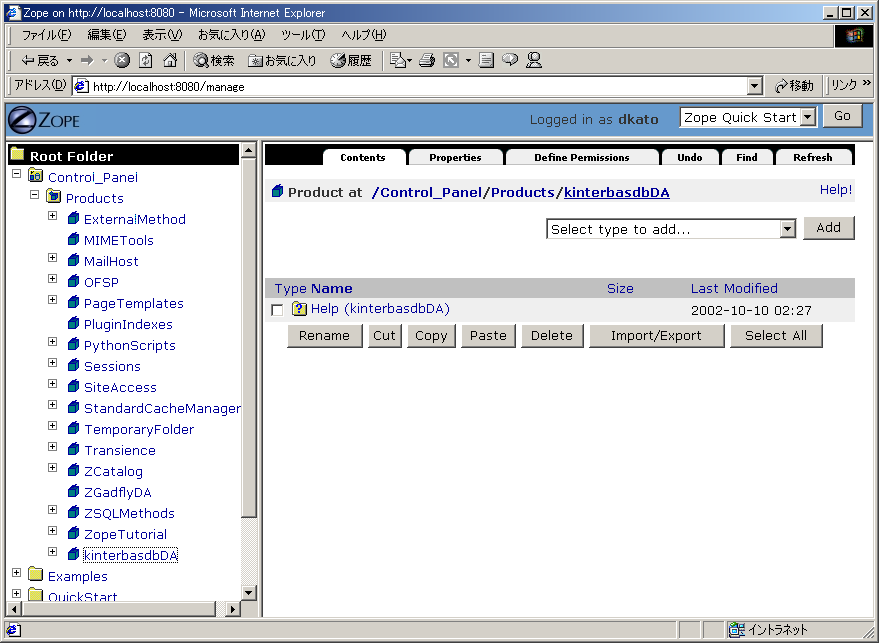 Zope on http://localhost:8080 - Microsoft Internet Explorer
ファイル(F) 編集(E) 表示(V) お気に入り(A) ツール(T) ヘルプ(H)
戻る 検索 お気に入り 履歴
アドレス(D) http://localhost:8080/manage 移動 リンク »
ZOPE Logged in as dkato Zope Quick Start Go
Root Folder
Control_Panel
Products
ExternalMethod
MIMETools
MailHost
OFSP
PageTemplates
PluginIndexes
PythonScripts
Sessions
SiteAccess
StandardCacheManager
TemporaryFolder
Transience
ZCatalog
ZGadflyDA
ZSQLMethods
ZopeTutorial
kinterbasdbDA
Examples
QuickStart
Contents Properties Define Permissions Undo Find Refresh
Product at /Control_Panel/Products/kinterbasdbDA Help!
Select type to add... Add
Type Name Size Last Modified
Help (kinterbasdbDA) 2002-10-10 02:27
Rename Cut Copy Paste Delete Import/Export Select All
イントラネット